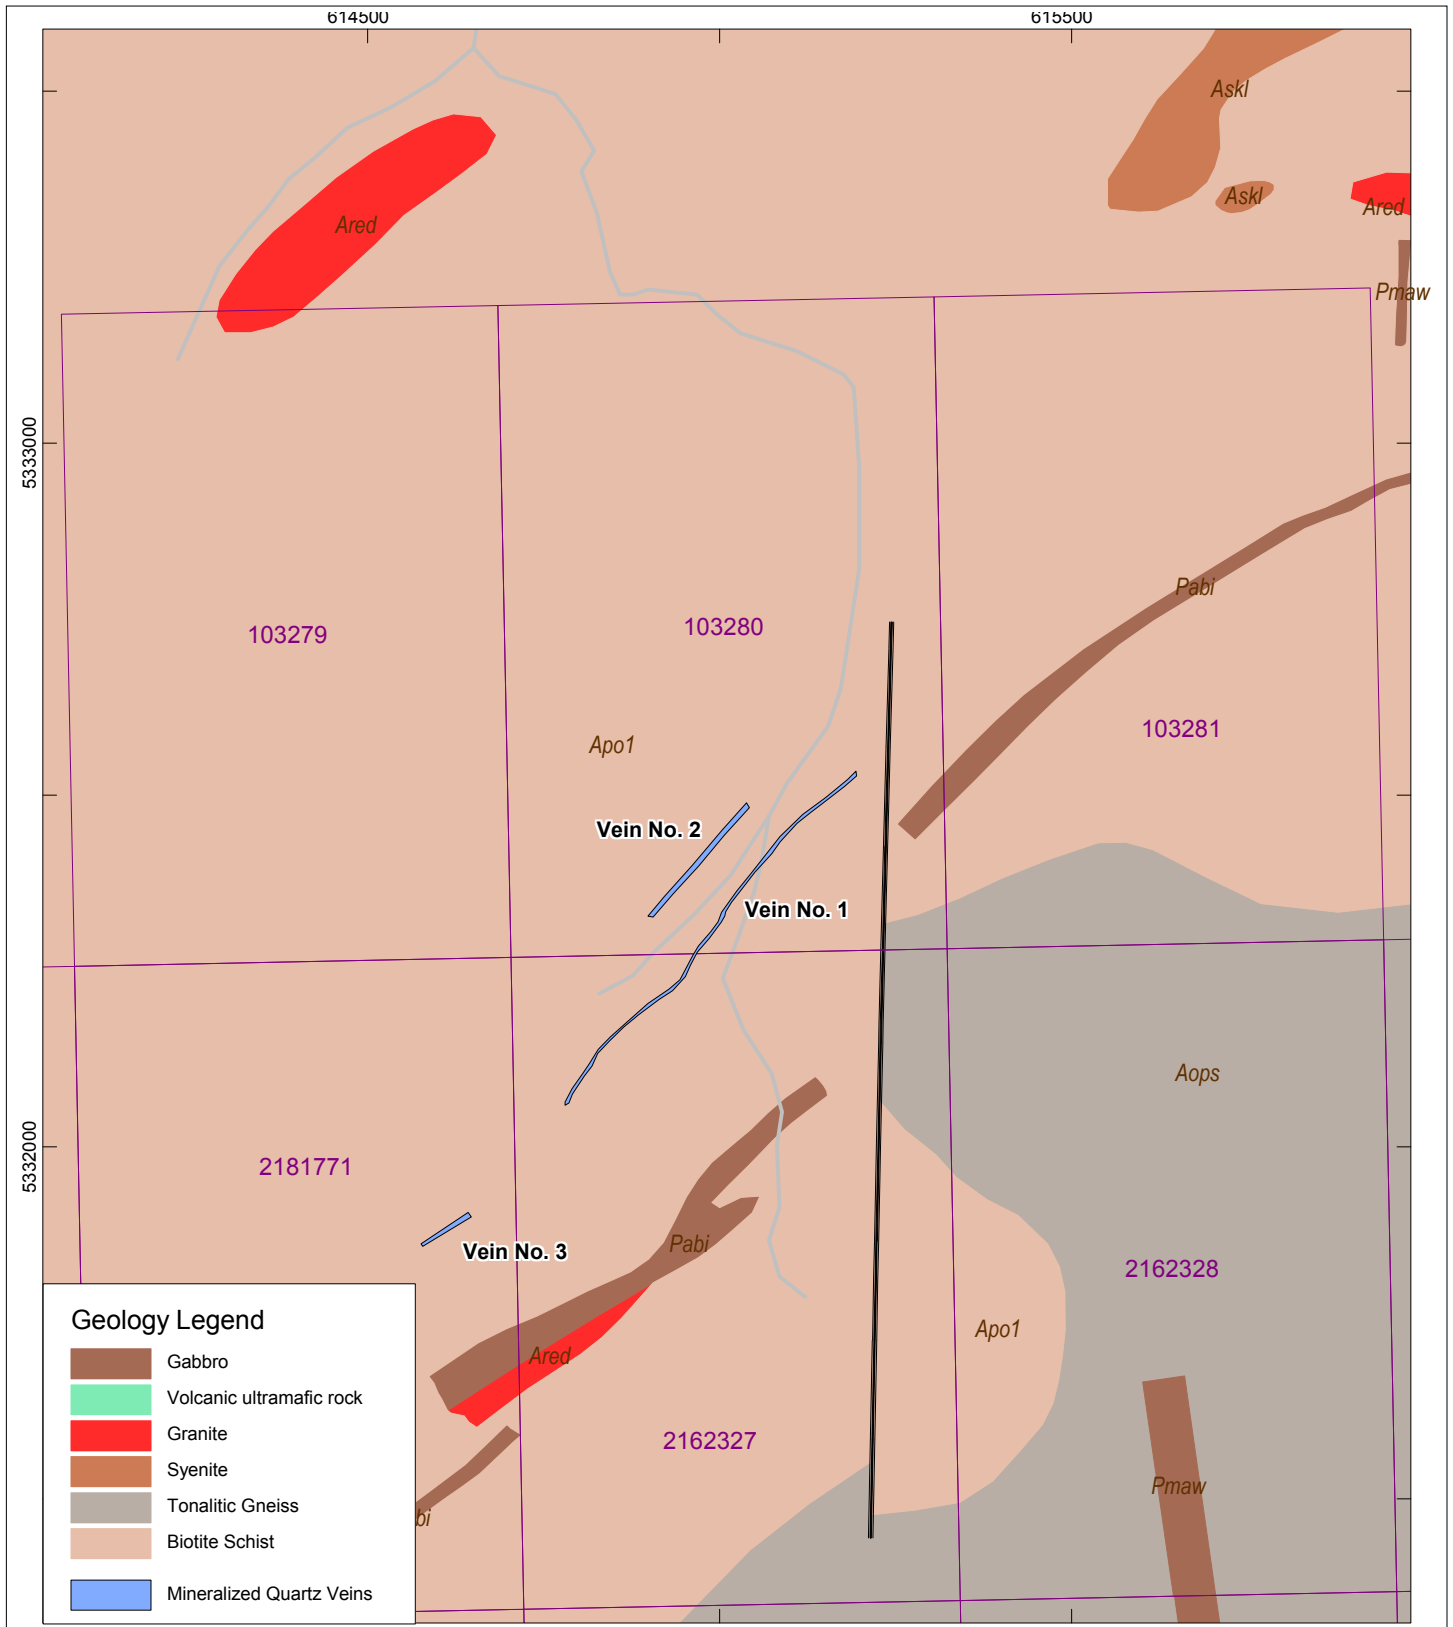 614500
615500
Askl
Askl
Ared
Ared
Pmaw
5333000
Pabi
103279
103280
103281
Apo1
Vein No. 2
Vein No. 1
Aops
5332000
2181771
Pabi
Vein No. 3
2162328
Apo1
Ared
2162327
Pmaw
bi
Geology Legend
Gabbro
Volcanic ultramafic rock
Granite
Syenite
Tonalitic Gneiss
Biotite Schist
Mineralized Quartz Veins